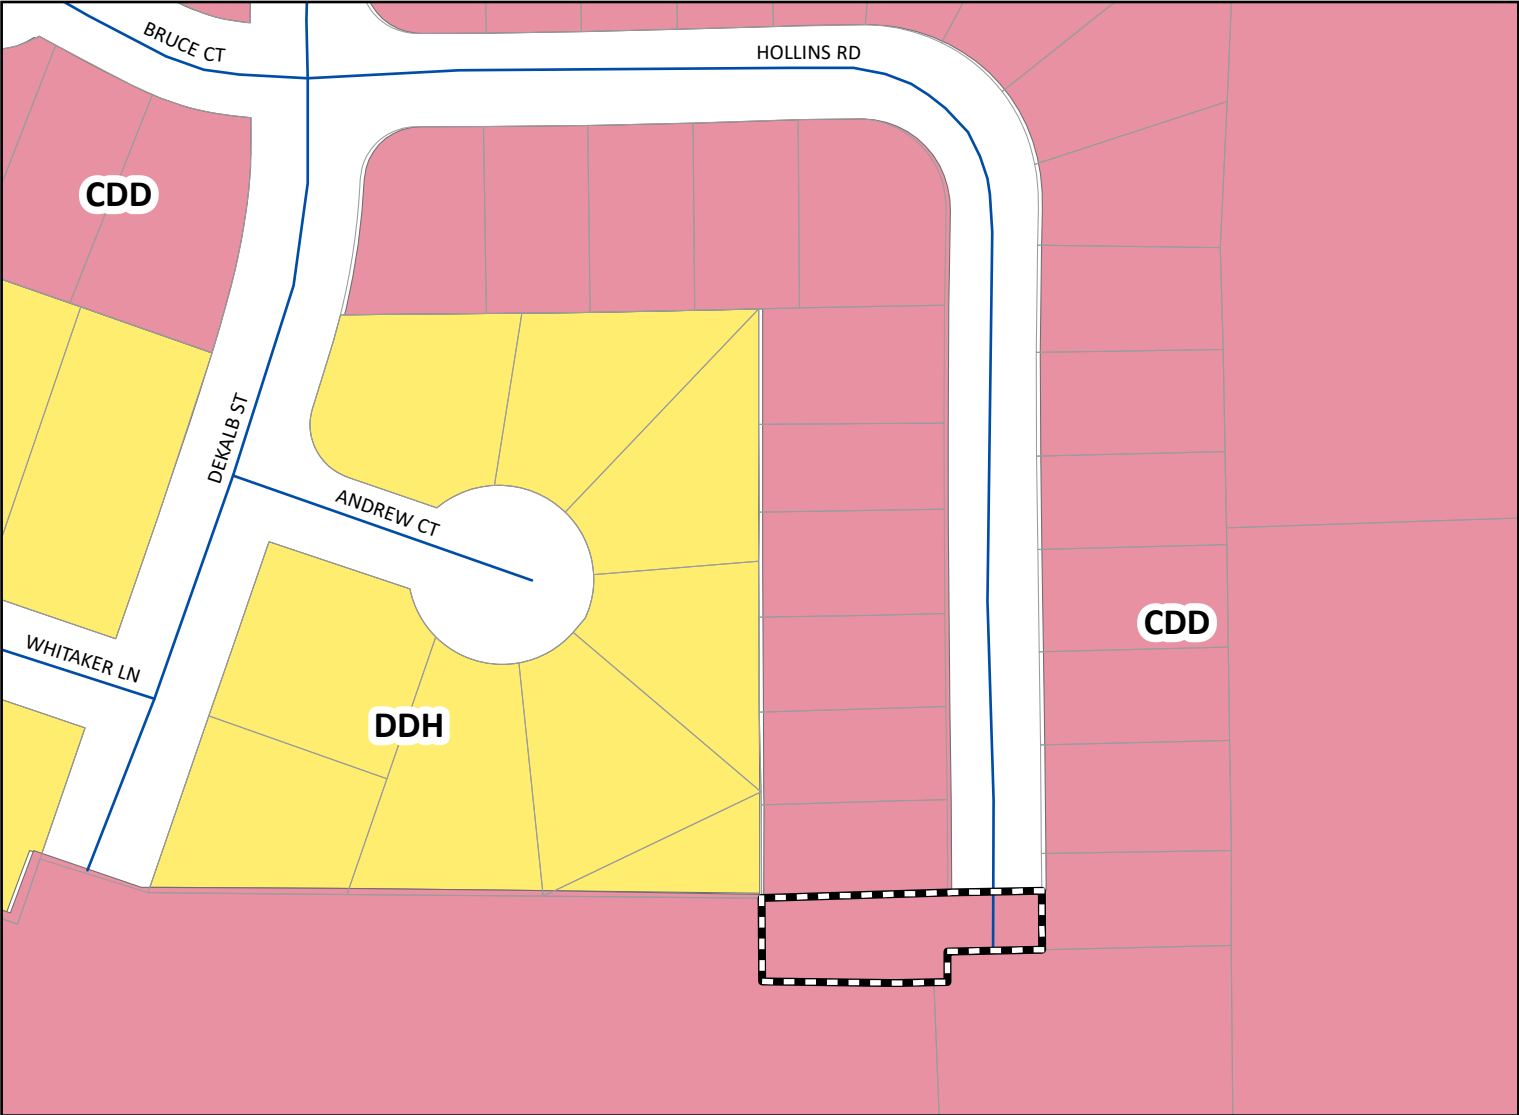 BRUCE CT
HOLLINS RD
CDD
DEKALB ST
ANDREW CT
CDD
WHITAKER LN
DDH